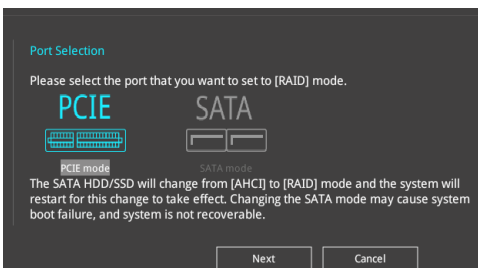 Port Selection
Please select the port that you want to set to [RAID] mode.
PCIE SATA
PCIE mode SATA mode
The SATA HDD/SSD will change from [AHCI] to [RAID] mode and the system will
restart for this change to take effect. Changing the SATA mode may cause system
boot failure, and system is not recoverable.
Next Cancel